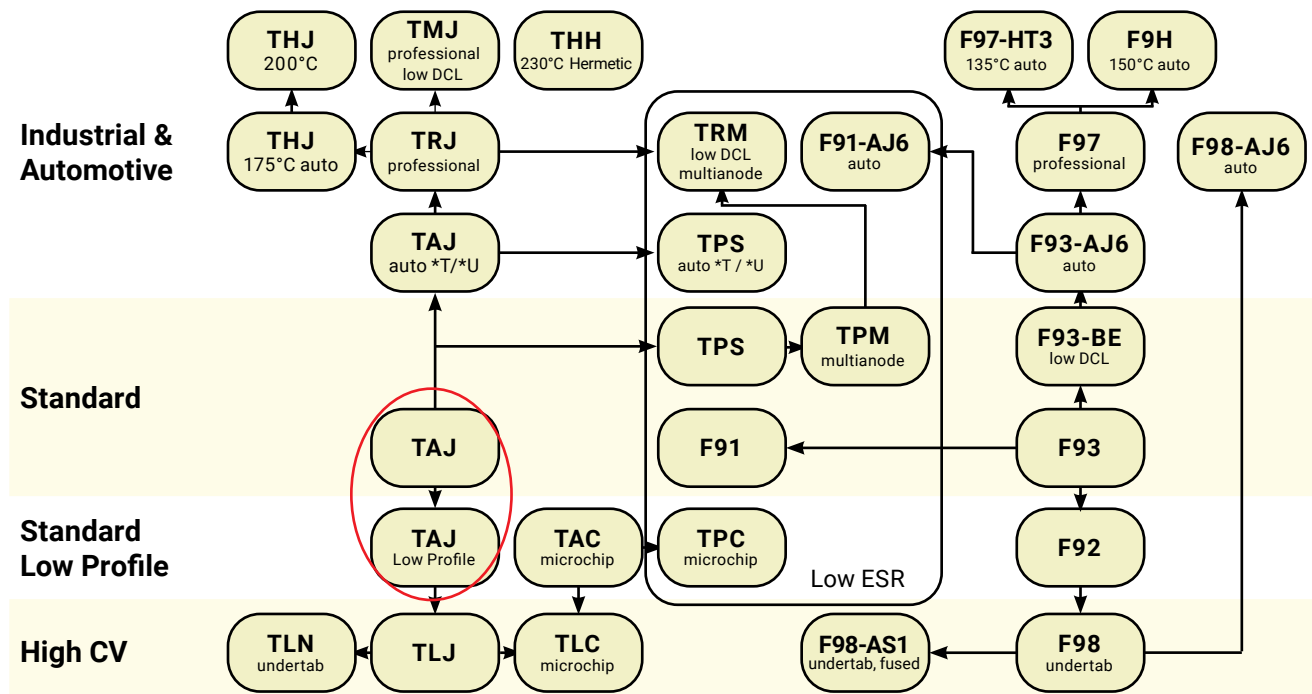 THJ
200°C
TMJ
professional
low DCL
THH
230°C Hermetic
F97-HT3
135°C auto
F9H
150°C auto
Industrial &
Automotive
THJ
175°C auto
TRJ
professional
TRM
low DCL
multianode
F91-AJ6
auto
F97
professional
F98-AJ6
auto
TAJ
auto *T/*U
TPS
auto *T / *U
F93-AJ6
auto
Standard
TPS
TPM
multianode
F93-BE
low DCL
TAJ
F91
F93
Standard
Low Profile
TAJ
Low Profile
TAC
microchip
TPC
microchip
F92
Low ESR
High CV
TLN
undertab
TLJ
TLC
microchip
F98-AS1
undertab, fused
F98
undertab